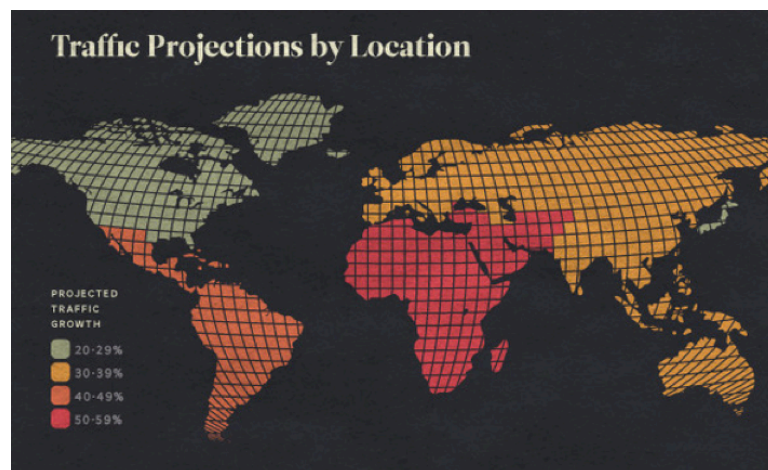 Traffic Projections by Location
PROJECTED
TRAFFIC
GROWTH
20-29%
30-39%
40-49%
50-59%